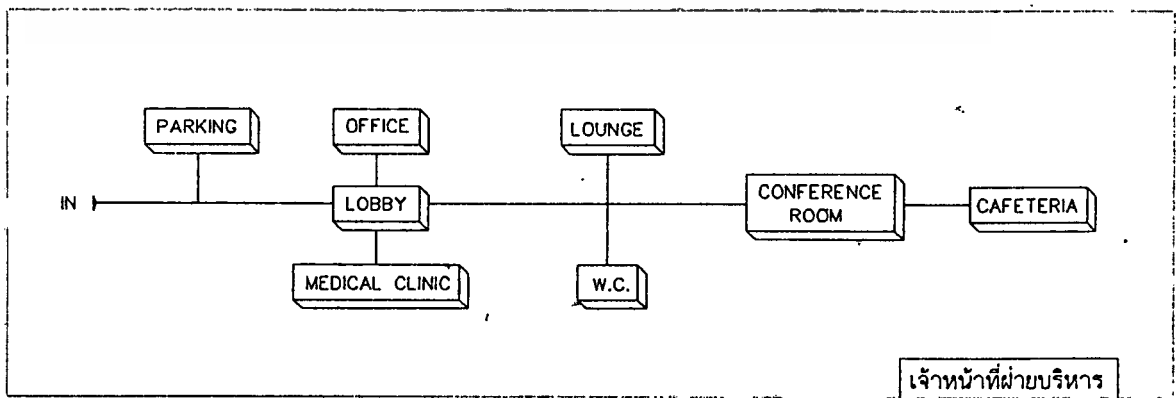 PARKING
OFFICE
LOUNGE
IN
LOBBY
CONFERENCE
ROOM
CAFETERIA
MEDICAL CLINIC
W.C.
เจ้าหน้าที่ฝ่ายบริหาร